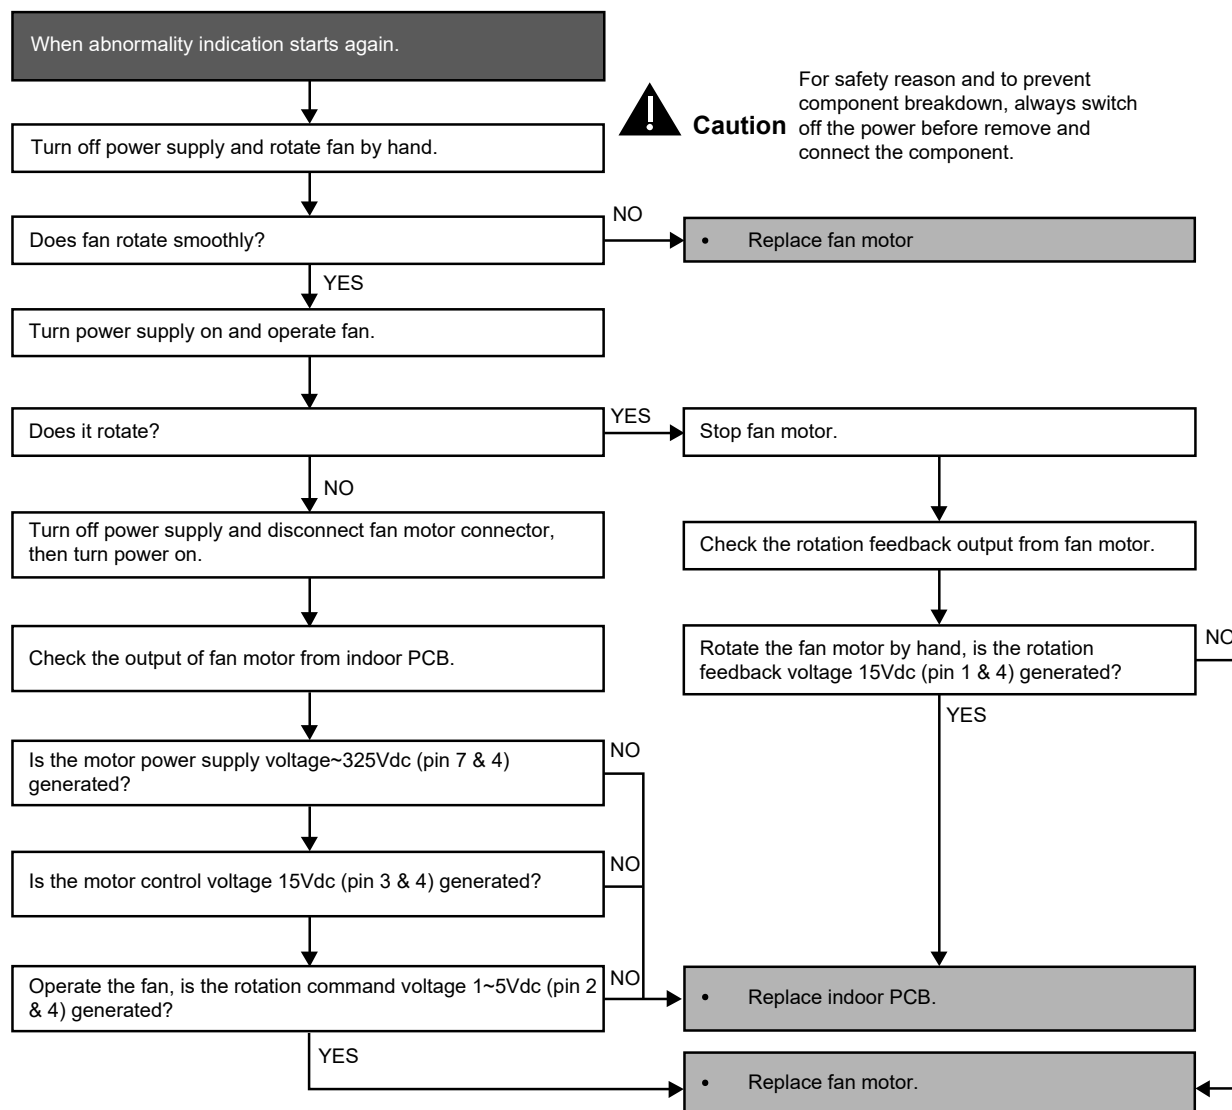 When abnormality indication starts again.
Caution
For safety reason and to prevent
component breakdown, always switch
off the power before remove and
connect the component.
Turn off power supply and rotate fan by hand.
Does fan rotate smoothly?
NO
• Replace fan motor
YES
Turn power supply on and operate fan.
Does it rotate?
YES
Stop fan motor.
NO
Turn off power supply and disconnect fan motor connector,
then turn power on.
Check the rotation feedback output from fan motor.
Check the output of fan motor from indoor PCB.
Rotate the fan motor by hand, is the rotation
feedback voltage 15Vdc (pin 1 & 4) generated?
NO
YES
Is the motor power supply voltage~325Vdc (pin 7 & 4)
generated?
NO
Is the motor control voltage 15Vdc (pin 3 & 4) generated?
NO
Operate the fan, is the rotation command voltage 1~5Vdc (pin 2
& 4) generated?
NO
• Replace indoor PCB.
YES
• Replace fan motor.